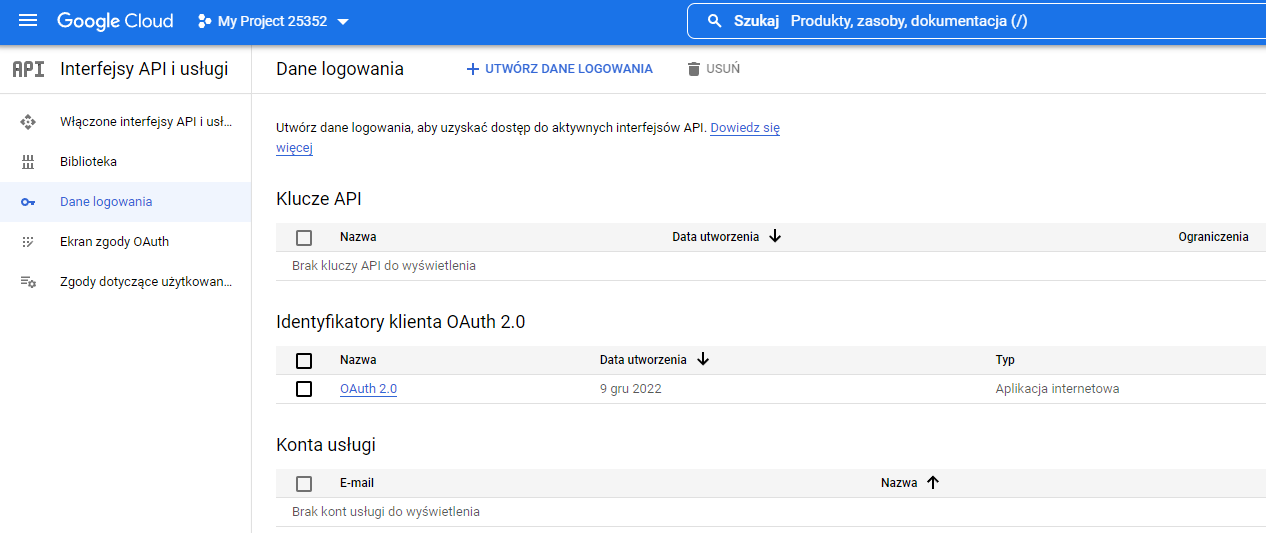 Google Cloud
My Project 25352
Szukaj Produkty, zasoby, dokumentacja (/)
API Interfejsy API i usługi
Włączone interfejsy API i usł...
Biblioteka
Dane logowania
Ekran zgody OAuth
Zgody dotyczące użytkowan...
Dane logowania
UTWÓRZ DANE LOGOWANIA
USUŃ
Utwórz dane logowania, aby uzyskać dostęp do aktywnych interfejsów API. Dowiedz się
więcej
Klucze API
Nazwa Data utworzenia Ograniczenia
Brak kluczy API do wyświetlenia
Identyfikatory klienta OAuth 2.0
Nazwa Data utworzenia Typ
OAuth 2.0 9 gru 2022 Aplikacja internetowa
Konta usługi
E-mail Nazwa
Brak kont usługi do wyświetlenia